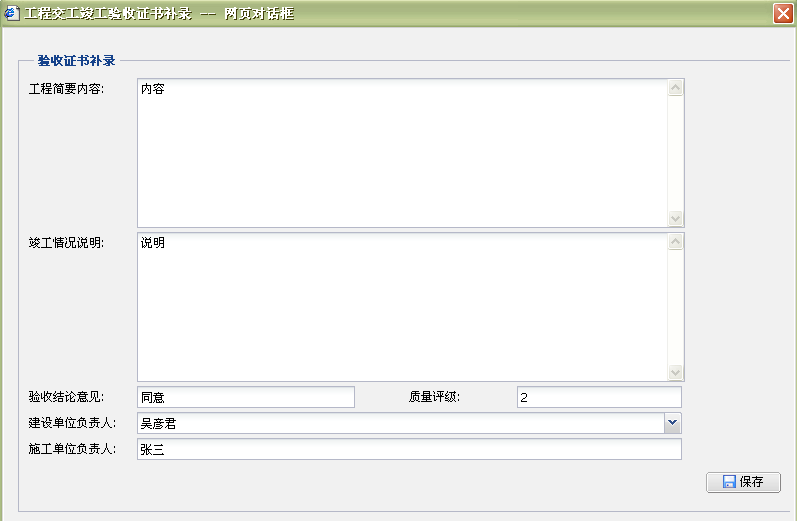 工程交工竣工验收证书补录 -- 网页对话框
验收证书补录
工程简要内容: 内容
竣工情况说明: 说明
验收结论意见: 同意 质量评级: 2
建设单位负责人: 吴彦君
施工单位负责人: 张三
保存